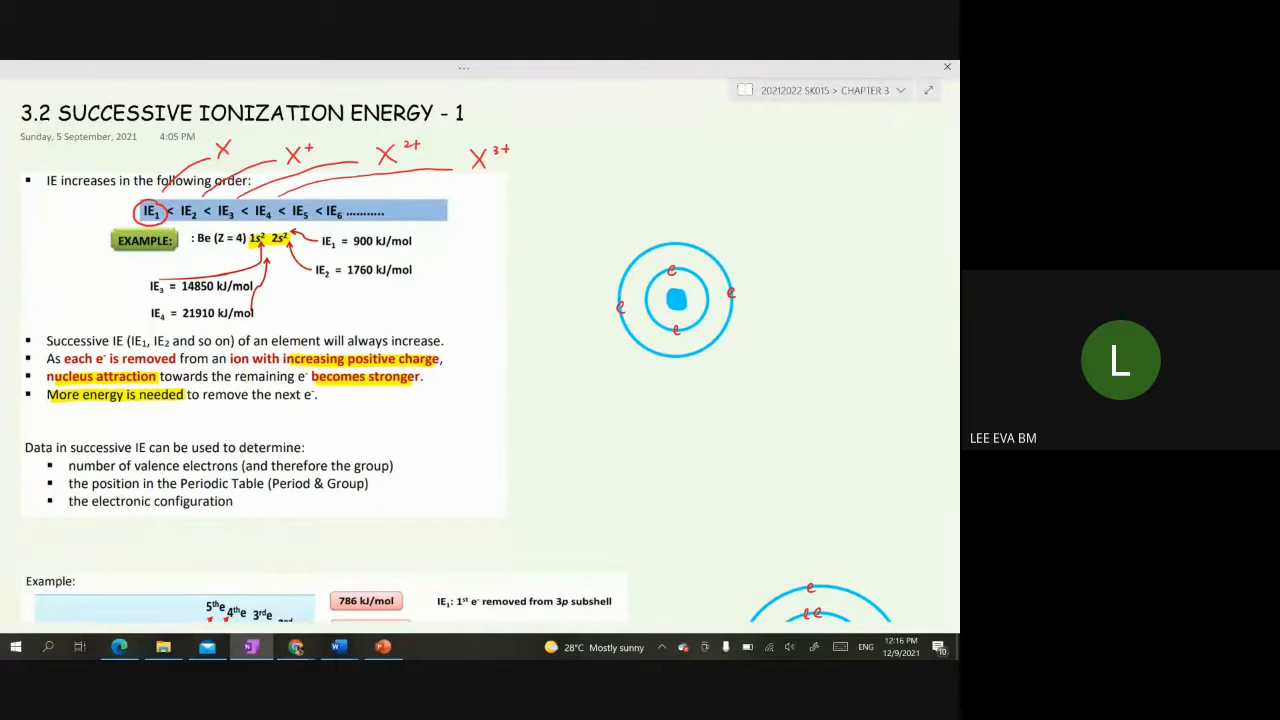 20212022 SK015 > CHAPTER 3
3.2 SUCCESSIVE IONIZATION ENERGY - 1
Sunday, 5 September, 2021 4:05 PM
X X⁺ X²⁺ X³⁺
▪ IE increases in the following order:
IE₁ < IE₂ < IE₃ < IE₄ < IE₅ < IE₆ ...........
EXAMPLE: : Be (Z = 4) 1s² 2s²
IE₁ = 900 kJ/mol
IE₂ = 1760 kJ/mol
IE₃ = 14850 kJ/mol
IE₄ = 21910 kJ/mol
e
e
e
e
▪ Successive IE (IE₁, IE₂ and so on) of an element will always increase.
▪ As each e⁻ is removed from an ion with increasing positive charge,
▪ nucleus attraction towards the remaining e⁻ becomes stronger.
▪ More energy is needed to remove the next e⁻.
Data in successive IE can be used to determine:
▪ number of valence electrons (and therefore the group)
▪ the position in the Periodic Table (Period & Group)
▪ the electronic configuration
Example:
5ᵗʰe 4ᵗʰe 3ʳᵈe
786 kJ/mol IE₁: 1ˢᵗ e⁻ removed from 3p subshell
e
ee
L
LEE EVA BM
28°C Mostly sunny ENG 12:16 PM
12/9/2021
10